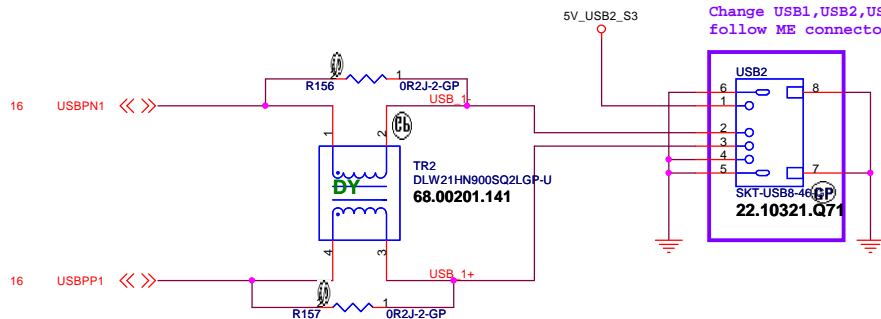 Change USB1,USB2,US
follow ME connecto
5V_USB2_S3
USB2
2 1
R156 0R2J-2-GP
16 USBPN1
USB_1-
6 8
1
1 2
2
3
4
5 7
TR2
DLW21HN900SQ2LGP-U
68.00201.141
DY
SKT-USB8-46-GP
22.10321.Q71
4 3
16 USBPP1
USB_1+
2 1
R157 0R2J-2-GP